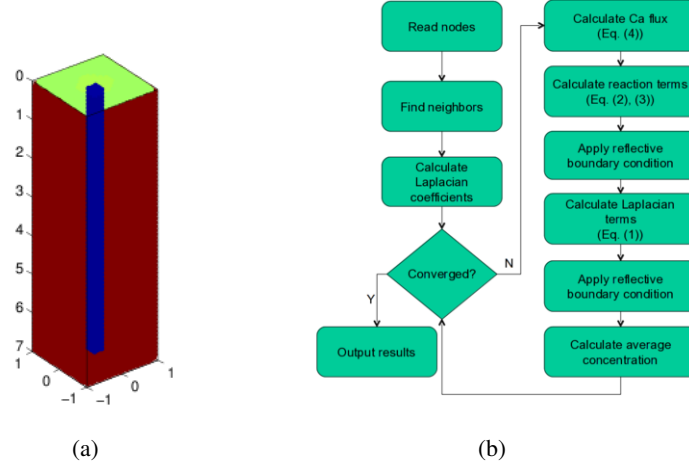 0
1
2
3
4
5
6
7
1
0
−1
−1
0
1
(a)
Read nodes
Find neighbors
Calculate
Laplacian
coefficients
Converged?
N
Y
Output results
Calculate Ca flux
(Eq. (4))
Calculate reaction terms
(Eq. (2), (3))
Apply reflective
boundary condition
Calculate Laplacian
terms
(Eq. (1))
Apply reflective
boundary condition
Calculate average
concentration
(b)